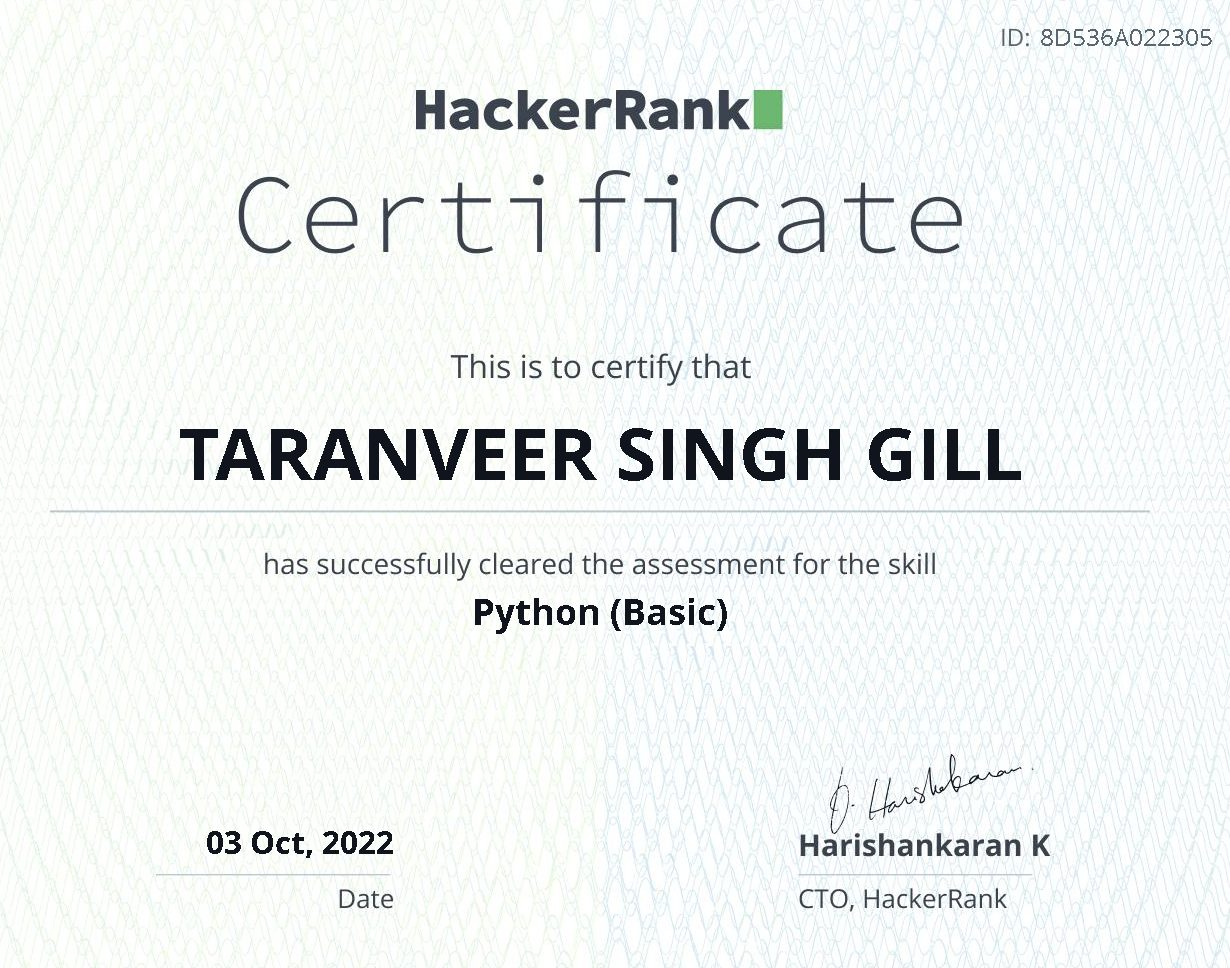 ID: 8D536A022305
HackerRank
Certificate
This is to certify that
TARANVEER SINGH GILL
has successfully cleared the assessment for the skill
Python (Basic)
03 Oct, 2022
Date
Harishankaran K
CTO, HackerRank